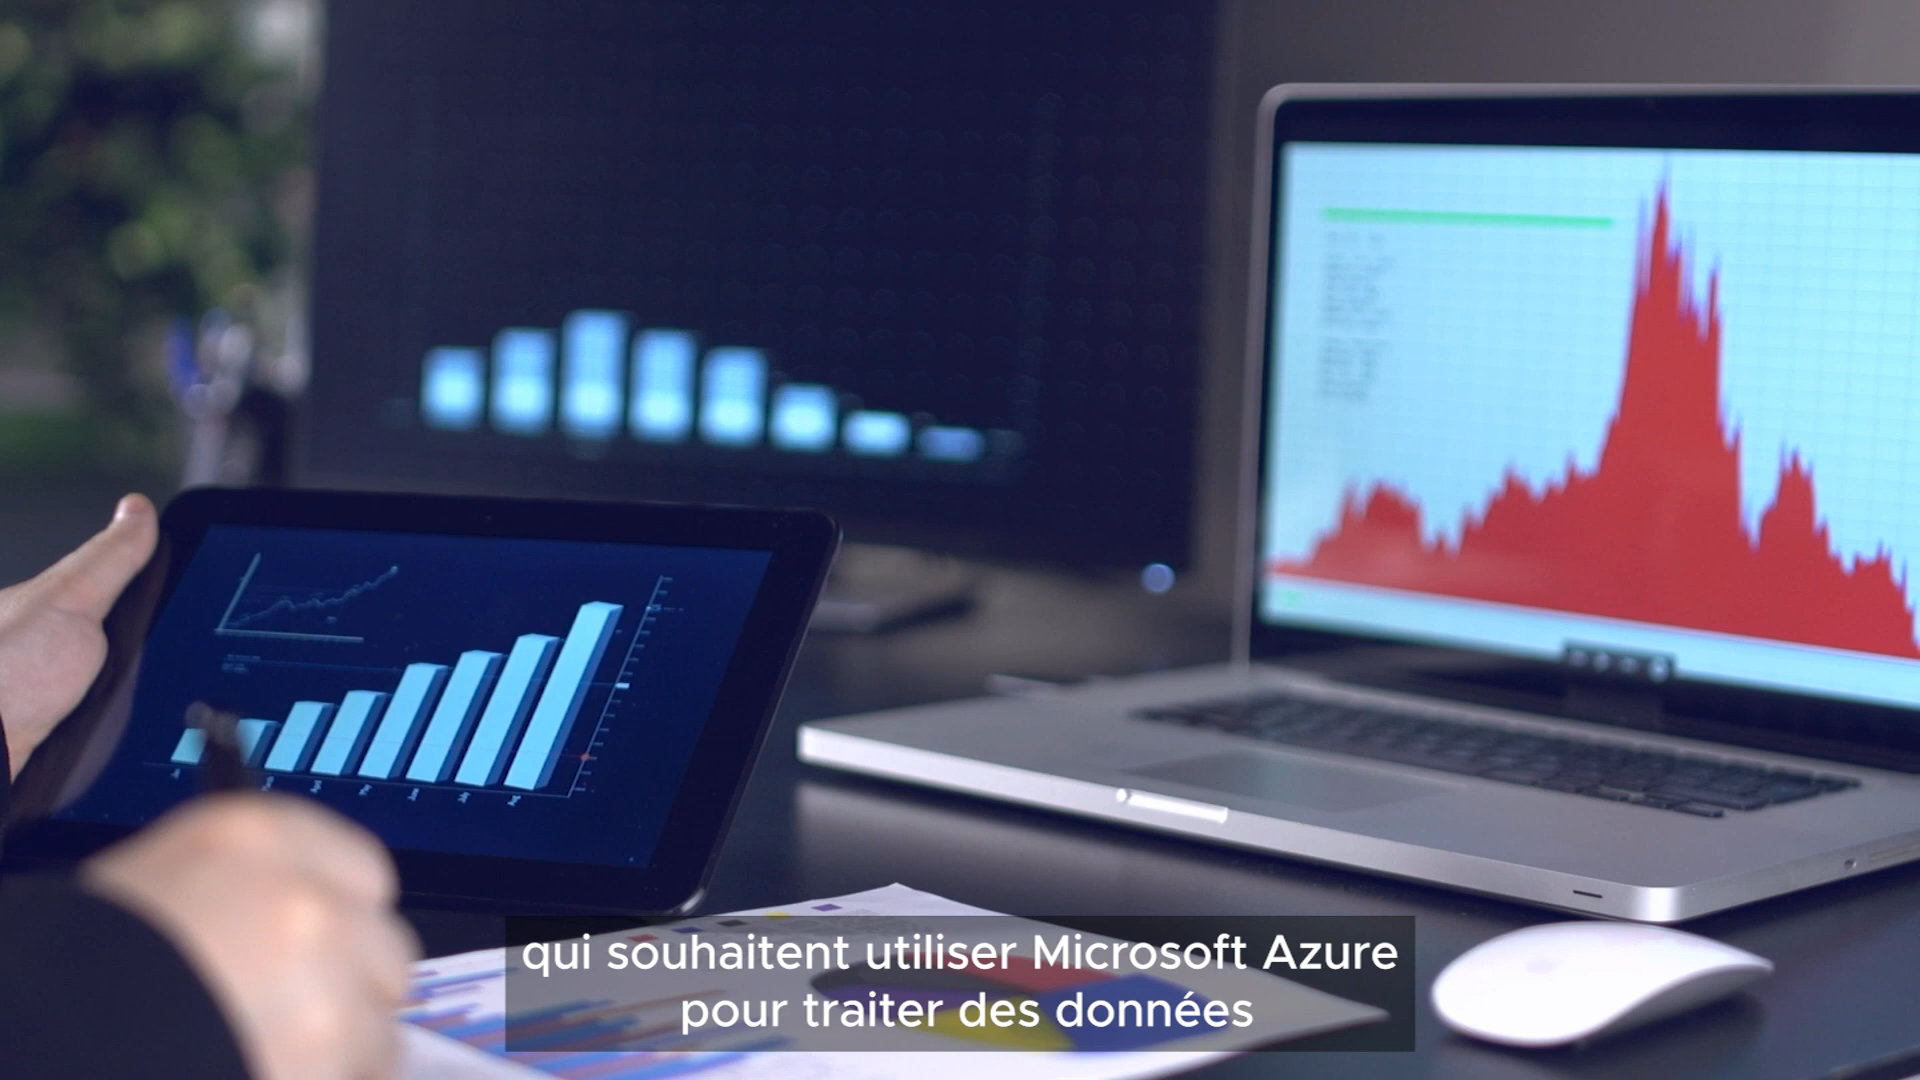 qui souhaitent utiliser Microsoft Azure
pour traiter des données